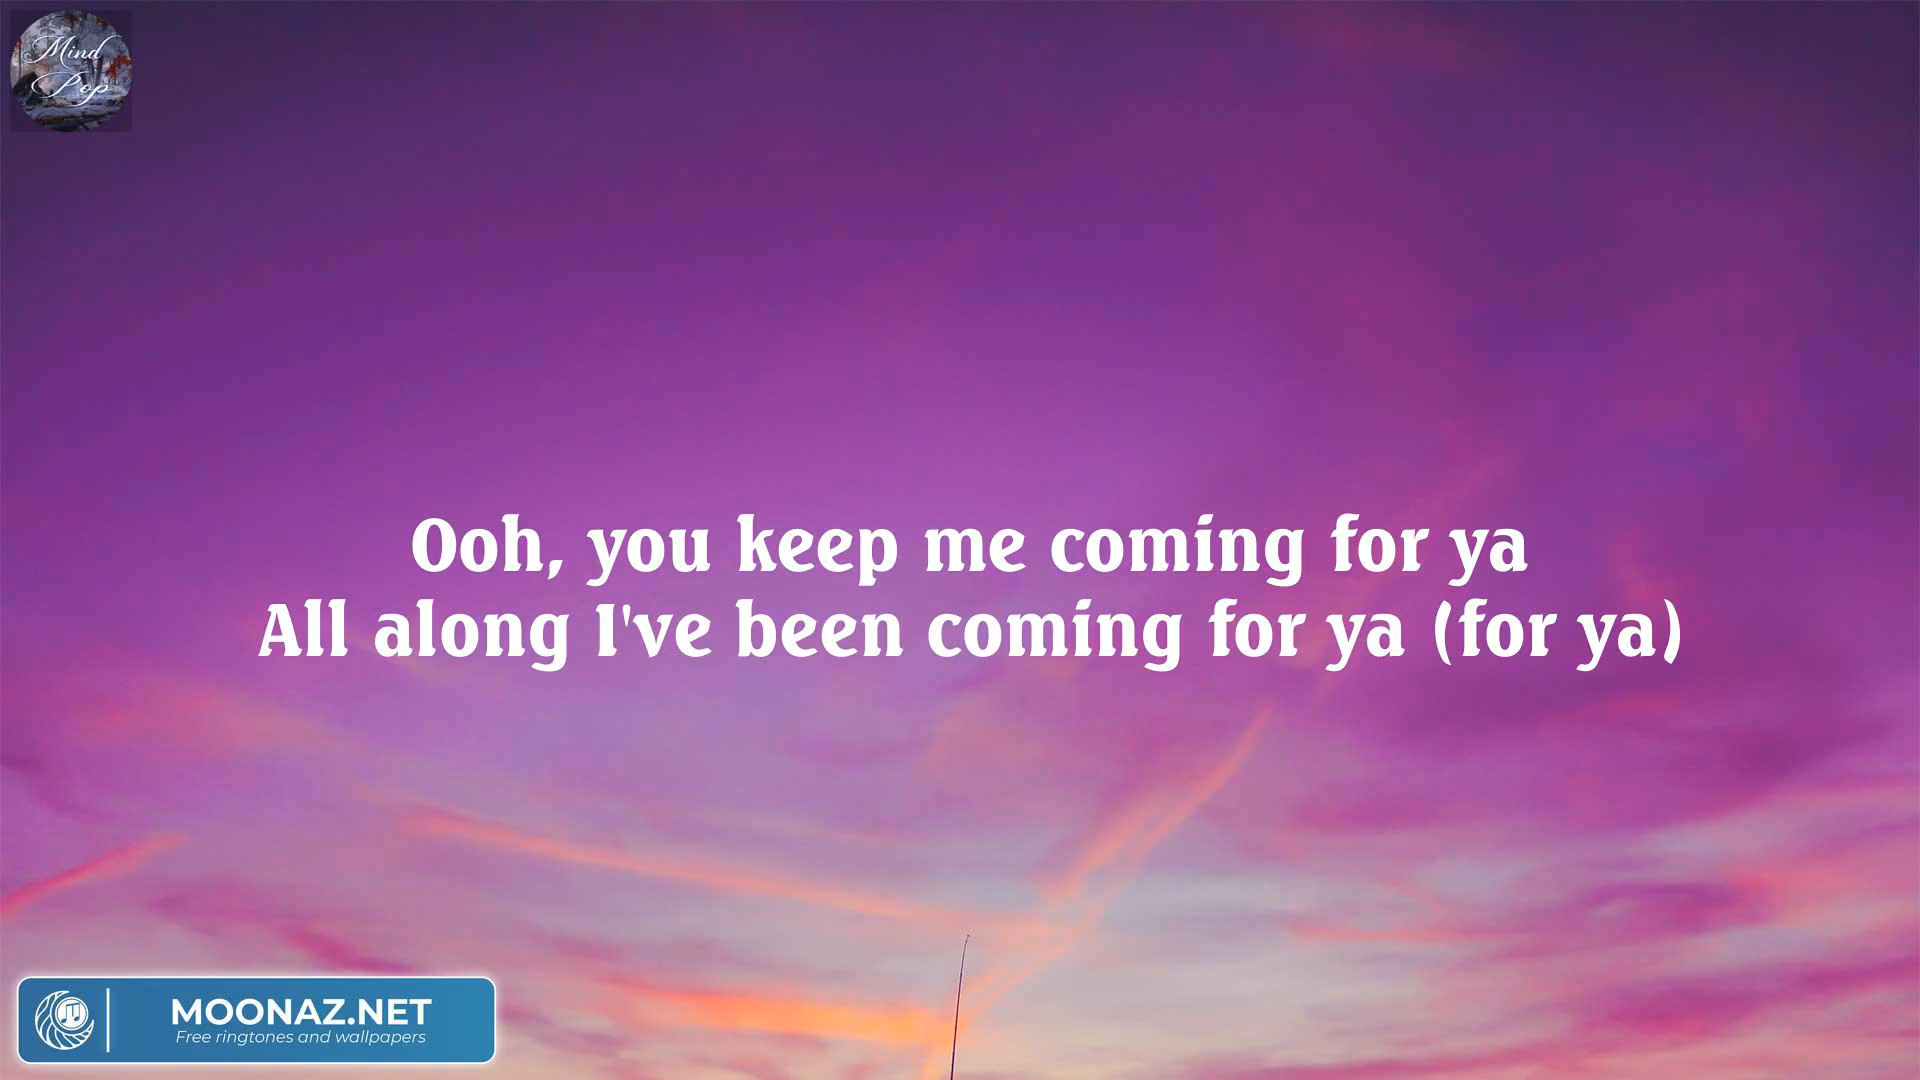 Mind
Pop
Ooh, you keep me coming for ya
All along I've been coming for ya (for ya)
MOONAZ.NET
Free ringtones and wallpapers